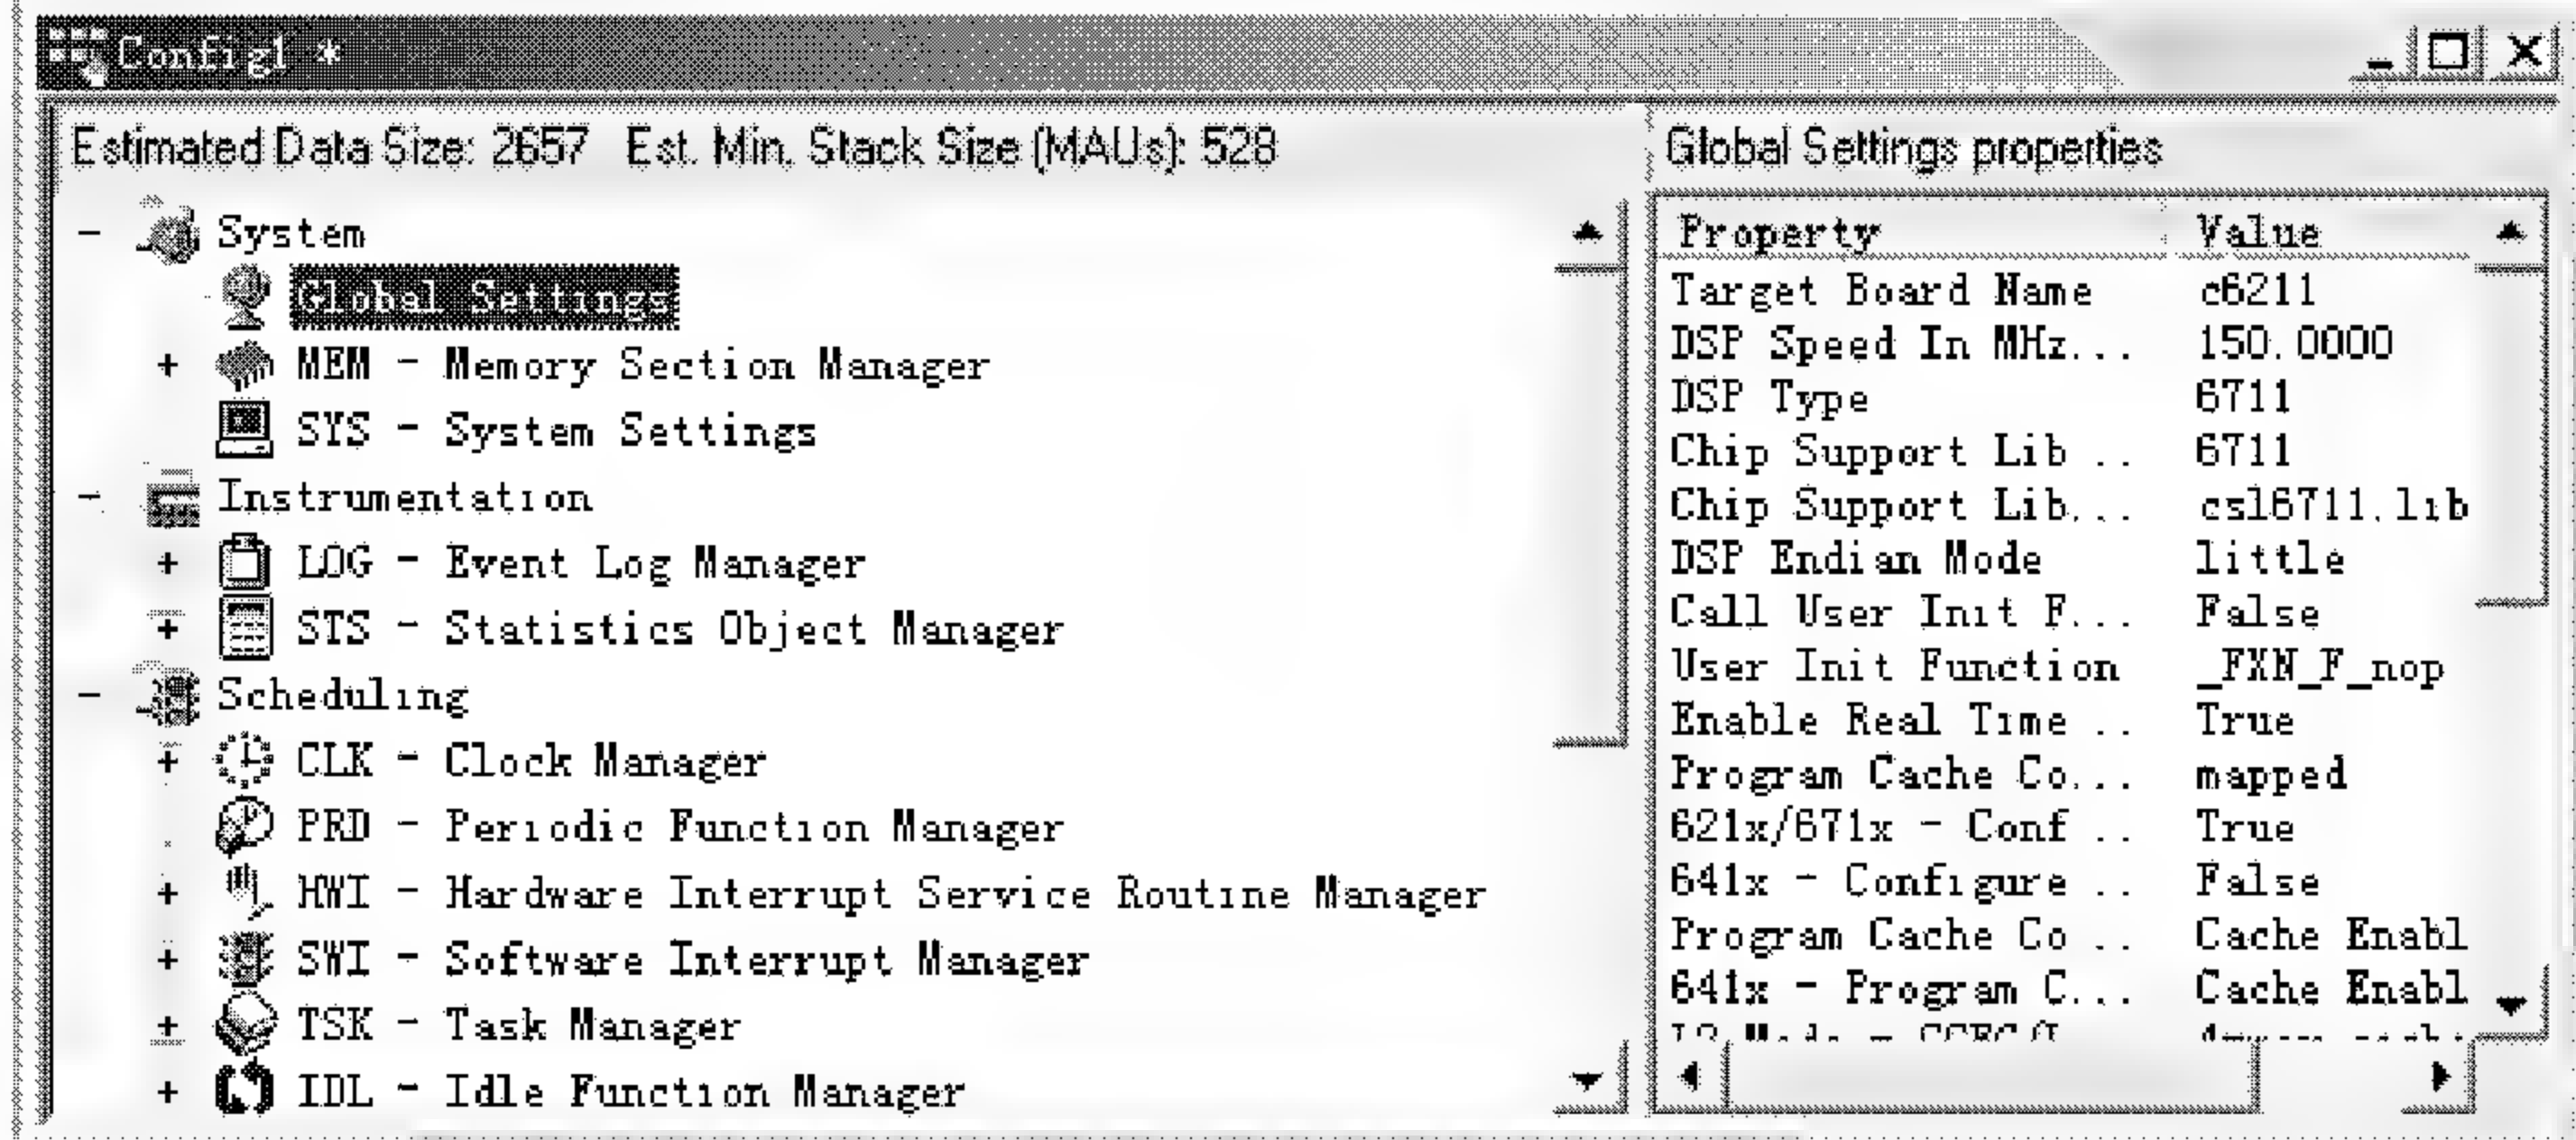 Config1 *
Estimated Data Size: 2657 Est. Min. Stack Size (MAUs): 528
System
Global Settings
MEM - Memory Section Manager
SYS - System Settings
Instrumentation
LOG - Event Log Manager
STS - Statistics Object Manager
Scheduling
CLK - Clock Manager
PRD - Periodic Function Manager
HWI - Hardware Interrupt Service Routine Manager
SWI - Software Interrupt Manager
TSK - Task Manager
IDL - Idle Function Manager
Global Settings properties
Property Value
Target Board Name c6211
DSP Speed In MHz... 150.0000
DSP Type 6711
Chip Support Lib .. 6711
Chip Support Lib... csl6711.lib
DSP Endian Mode little
Call User Init F... False
User Init Function _FXN_F_nop
Enable Real Time .. True
Program Cache Co... mapped
621x/671x - Conf .. True
641x - Configure .. False
Program Cache Co .. Cache Enabl
641x - Program C... Cache Enabl